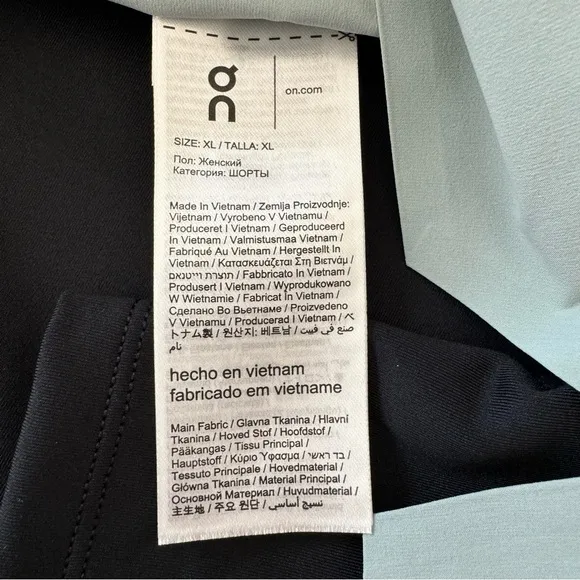 on
on.com
SIZE: XL / TALLA: XL
Пол: Женский
Категория: ШОРТЫ
Made In Vietnam / Zemlja Proizvodnje:
Vijetnam / Vyrobeno V Vietnamu /
Produceret I Vietnam / Geproduceerd
In Vietnam / Valmistusmaa Vietnam /
Fabriqué Au Vietnam / Hergestellt In
Vietnam / Κατασκευάζεται Στη Βιετνάμ /
תוצרת וייטנאם / Fabbricato In Vietnam /
Produsert I Vietnam / Wyprodukowano
W Wietnamie / Fabricat În Vietnam /
Сделано Во Вьетнаме / Proizvedeno
V Vietnamu / Producerad I Vietnam / ベ
トナム製 / 원산지: 베트남 / صنع في فييت
نام
hecho en vietnam
fabricado em vietname
Main Fabric / Glavna Tkanina / Hlavní
Tkanina / Hoved Stof / Hoofdstof /
Pääkangas / Tissu Principal /
Hauptstoff / Κύριο Ύφασμα / בד ראשי /
Tessuto Principale / Hovedmaterial /
Główna Tkanina / Material Principal /
Основной Материал / Huvudmaterial /
主生地 / 주요 원단 / نسيج أساسي /